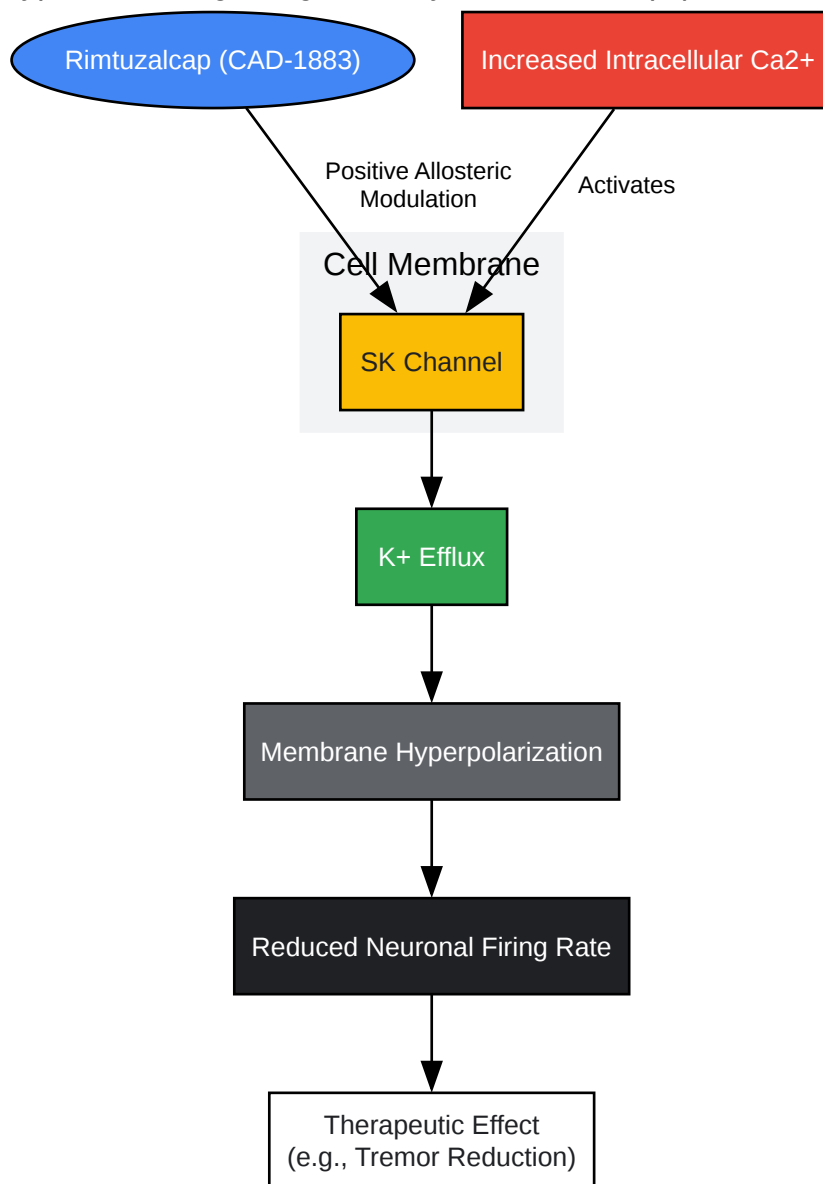 Rimtuzalcap (CAD-1883)
Increased Intracellular Ca2+
Positive Allosteric
Modulation
Activates
Cell Membrane
SK Channel
K+ Efflux
Membrane Hyperpolarization
Reduced Neuronal Firing Rate
Therapeutic Effect
(e.g., Tremor Reduction)